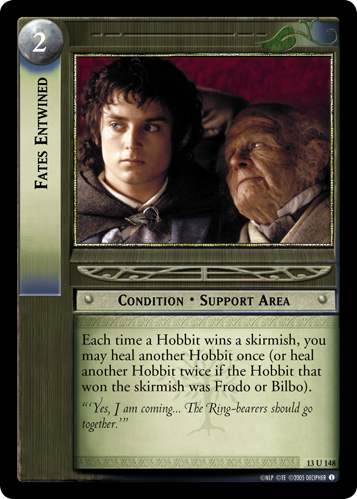 2
FATES ENTWINED
CONDITION • SUPPORT AREA
Each time a Hobbit wins a skirmish, you
may heal another Hobbit once (or heal
another Hobbit twice if the Hobbit that
won the skirmish was Frodo or Bilbo).
“‘Yes, I am coming... The Ring-bearers should go
together.’”
13 U 148
©NLP ©TE ©2005 DECIPHER